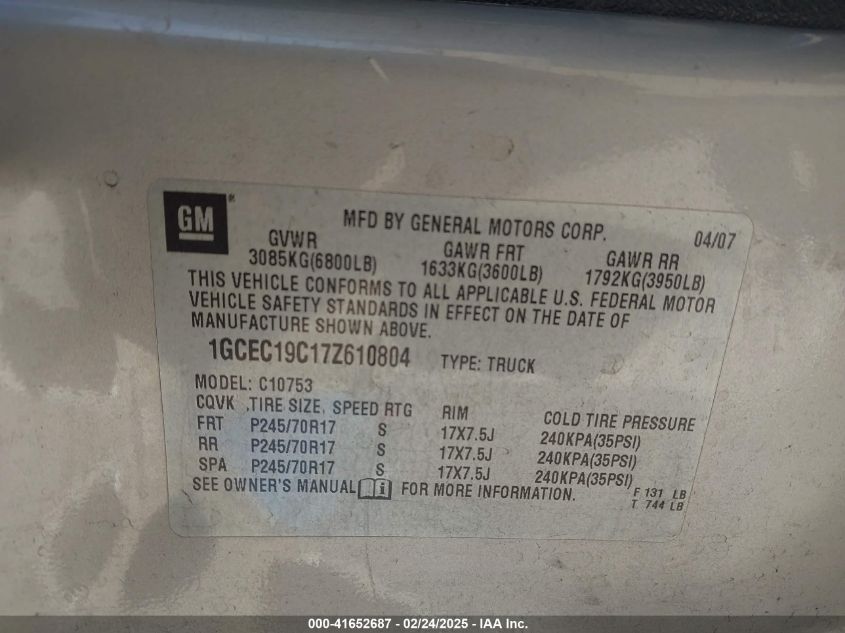 GM®
MFD BY GENERAL MOTORS CORP. 04/07
GVWR GAWR FRT GAWR RR
3085KG(6800LB) 1633KG(3600LB) 1792KG(3950LB)
THIS VEHICLE CONFORMS TO ALL APPLICABLE U.S. FEDERAL MOTOR
VEHICLE SAFETY STANDARDS IN EFFECT ON THE DATE OF
MANUFACTURE SHOWN ABOVE.
1GCEC19C17Z610804 TYPE: TRUCK
MODEL: C10753
CQVK TIRE SIZE SPEED RTG RIM COLD TIRE PRESSURE
FRT P245/70R17 S 17X7.5J 240KPA(35PSI)
RR P245/70R17 S 17X7.5J 240KPA(35PSI)
SPA P245/70R17 S 17X7.5J 240KPA(35PSI)
SEE OWNER'S MANUAL i FOR MORE INFORMATION. F 131 LB
T 744 LB
000-41652687 - 02/24/2025 - IAA Inc.